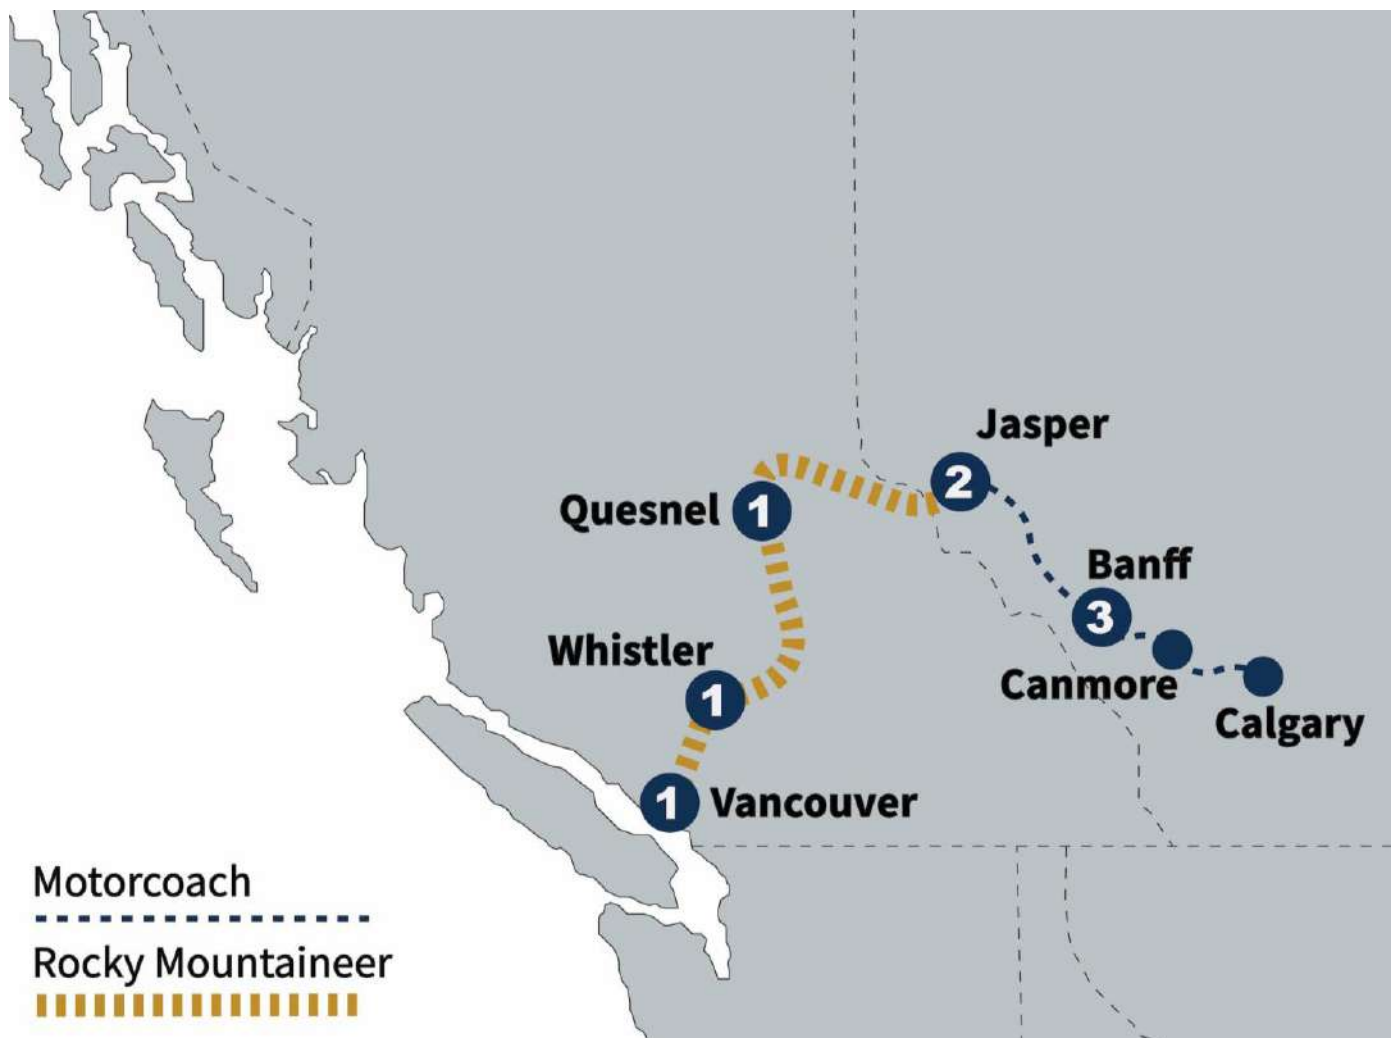 Jasper
2
Quesnel
1
Banff
3
Whistler
1
Canmore
Calgary
1
Vancouver
Motorcoach
Rocky Mountaineer